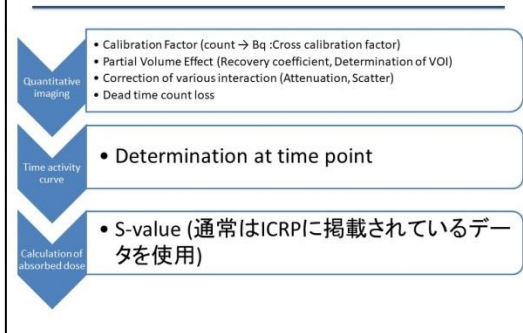 Quantitative
imaging
• Calibration Factor (count → Bq :Cross calibration factor)
• Partial Volume Effect (Recovery coefficient, Determination of VOI)
• Correction of various interaction (Attenuation, Scatter)
• Dead time count loss
Time activity
curve
• Determination at time point
Calculation of
absorbed dose
• S-value (通常はICRPに掲載されているデー
タを使用)